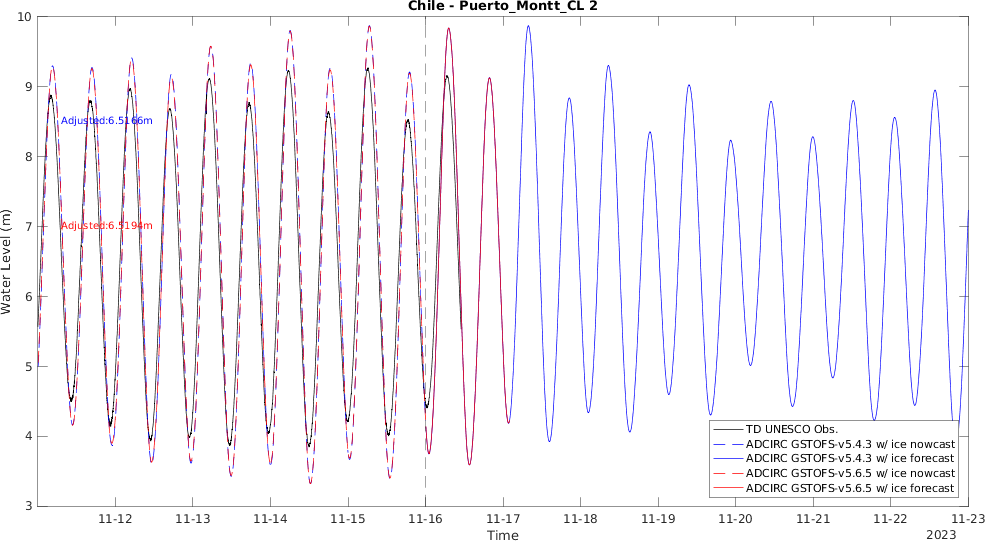 Chile - Puerto_Montt_CL 2
10
9
8
7
6
5
4
3
Water Level (m)
Adjusted:6.5166m
Adjusted:6.5194m
TD UNESCO Obs.
ADCIRC GSTOFS-v5.4.3 w/ ice nowcast
ADCIRC GSTOFS-v5.4.3 w/ ice forecast
ADCIRC GSTOFS-v5.6.5 w/ ice nowcast
ADCIRC GSTOFS-v5.6.5 w/ ice forecast
11-12 11-13 11-14 11-15 11-16 11-17 11-18 11-19 11-20 11-21 11-22 11-23
Time
2023